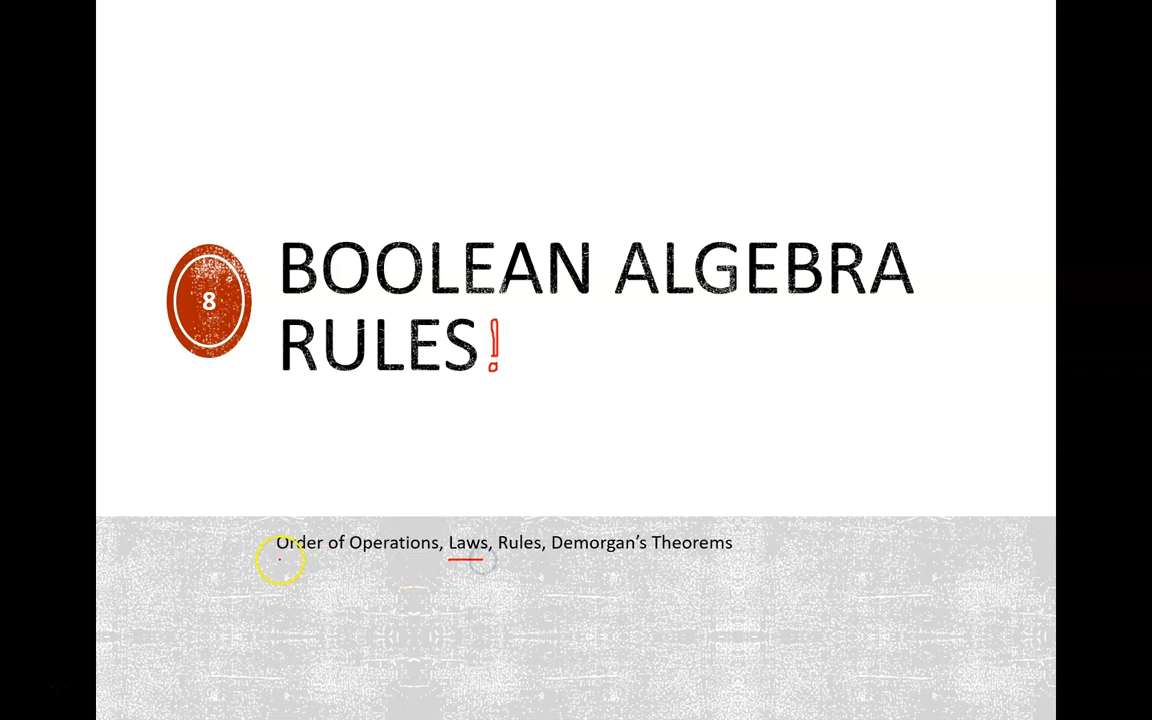 8
BOOLEAN ALGEBRA
RULES!
Order of Operations, Laws, Rules, Demorgan's Theorems